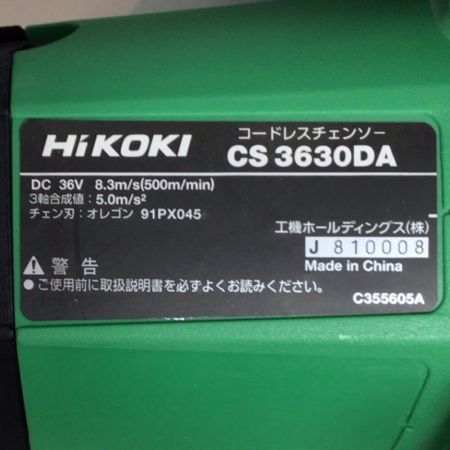 HiKOKI
コードレスチェンソー
CS 3630DA
DC 36V 8.3m/s(500m/min)
3軸合成値：5.0m/s²
チェン刃：オレゴン 91PX045
工機ホールディングス(株)
J 810008
Made in China
⚠ 警告
●ご使用前に取扱説明書を必ずよくお読みください。
C355605A